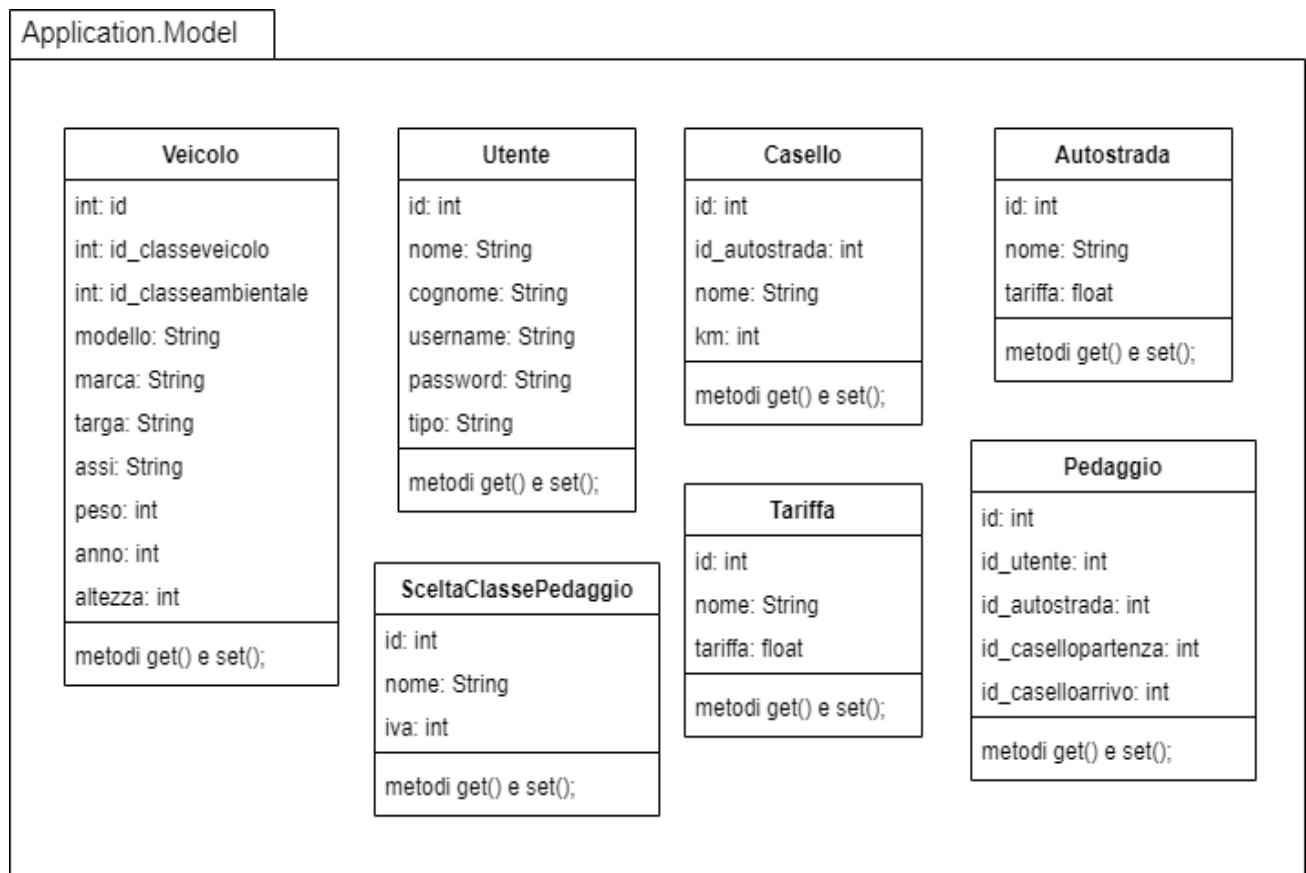 Application.Model
Veicolo
int: id
int: id_classeveicolo
int: id_classeambientale
modello: String
marca: String
targa: String
assi: String
peso: int
anno: int
altezza: int
metodi get() e set();
Utente
id: int
nome: String
cognome: String
username: String
password: String
tipo: String
metodi get() e set();
Casello
id: int
id_autostrada: int
nome: String
km: int
metodi get() e set();
Autostrada
id: int
nome: String
tariffa: float
metodi get() e set();
SceltaClassePedaggio
id: int
nome: String
iva: int
metodi get() e set();
Tariffa
id: int
nome: String
tariffa: float
metodi get() e set();
Pedaggio
id: int
id_utente: int
id_autostrada: int
id_casellopartenza: int
id_caselloarrivo: int
metodi get() e set();